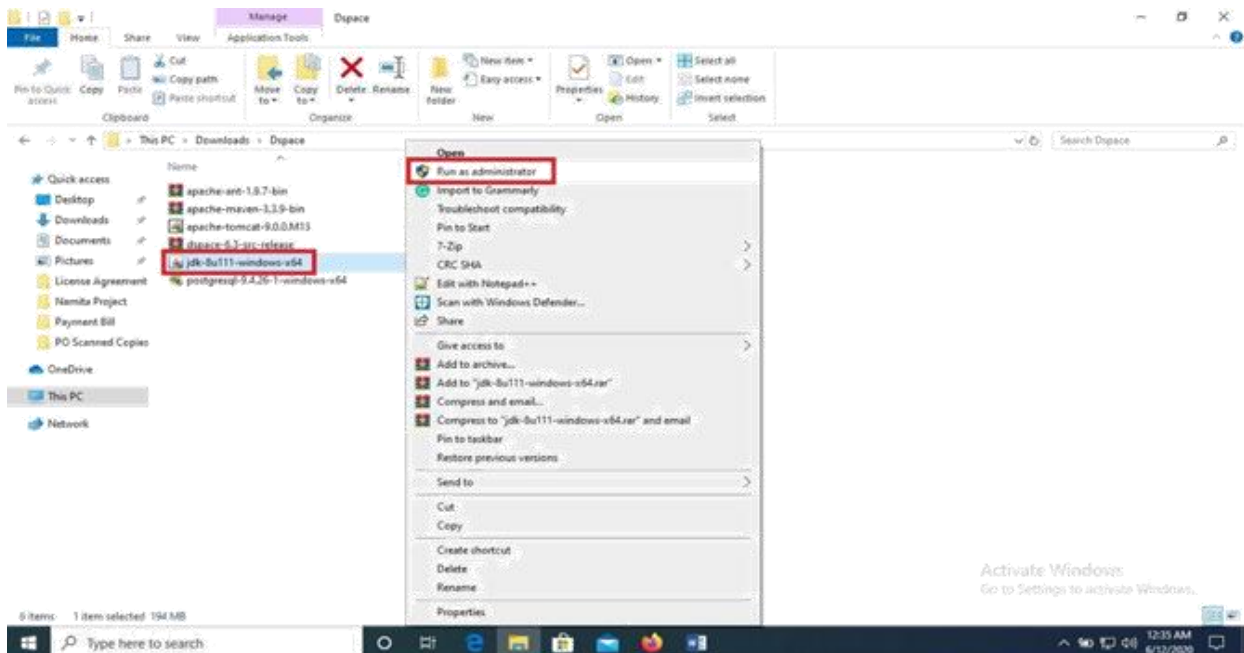 Manage
Dspace
File
Home
Share
View
Application Tools
Pin to Quick access
Copy
Paste
Cut
Copy path
Paste shortcut
Move to
Copy to
Delete
Rename
New folder
New item
Easy access
Properties
Open
Edit
History
Select all
Select none
Invert selection
Clipboard
Organize
New
Open
Select
This PC > Downloads > Dspace
Search Dspace
Quick access
Desktop
Downloads
Documents
Pictures
License Agreement
Namita Project
Payment Bill
PO Scanned Copies
OneDrive
This PC
Network
Name
apache-ant-1.9.7-bin
apache-maven-3.3.9-bin
apache-tomcat-9.0.0.M13
dspace-6.3-src-release
jdk-8u111-windows-x64
postgresql-9.4.26-1-windows-x64
Open
Run as administrator
Import to Grammarly
Troubleshoot compatibility
Pin to Start
7-Zip
CRC SHA
Edit with Notepad++
Scan with Windows Defender...
Share
Give access to
Add to archive...
Add to "jdk-8u111-windows-x64.rar"
Compress and email...
Compress to "jdk-8u111-windows-x64.rar" and email
Pin to taskbar
Restore previous versions
Send to
Cut
Copy
Create shortcut
Delete
Rename
Properties
Activate Windows
Go to Settings to activate Windows.
6 items
1 item selected 194 MB
Type here to search
12:35 AM
6/12/2020